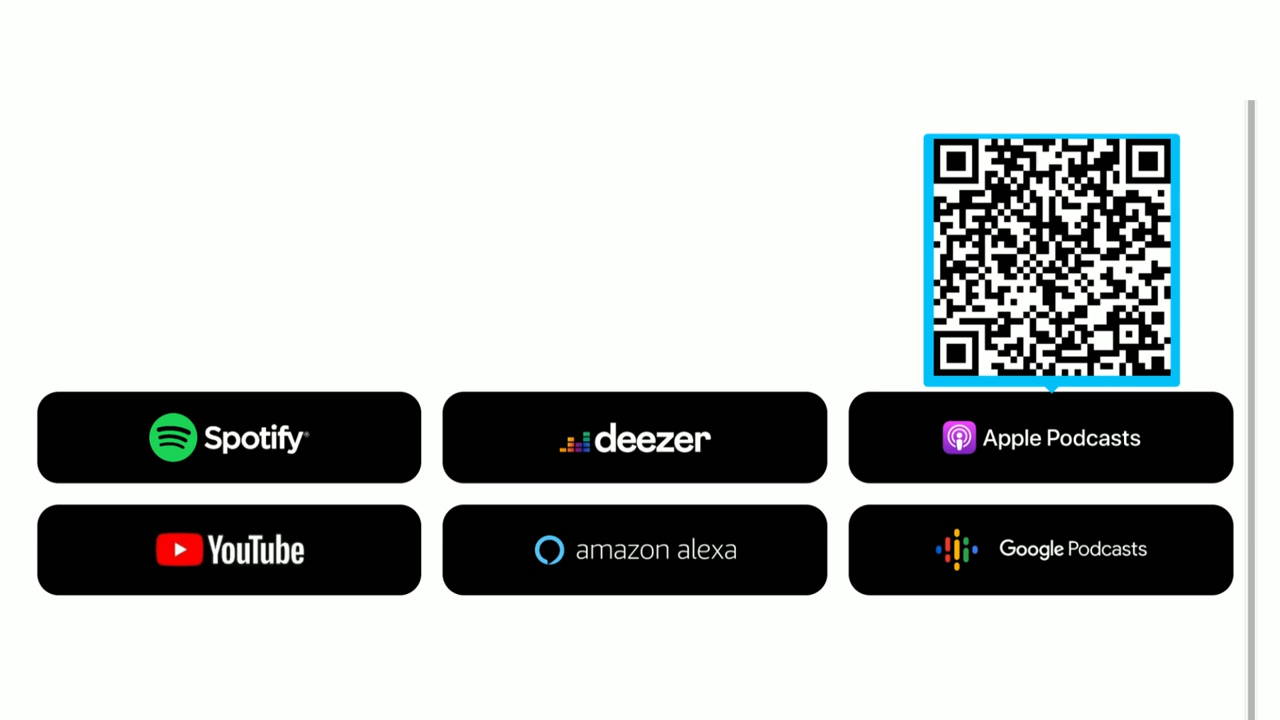 Spotify®
deezer
Apple Podcasts
YouTube
amazon alexa
Google Podcasts